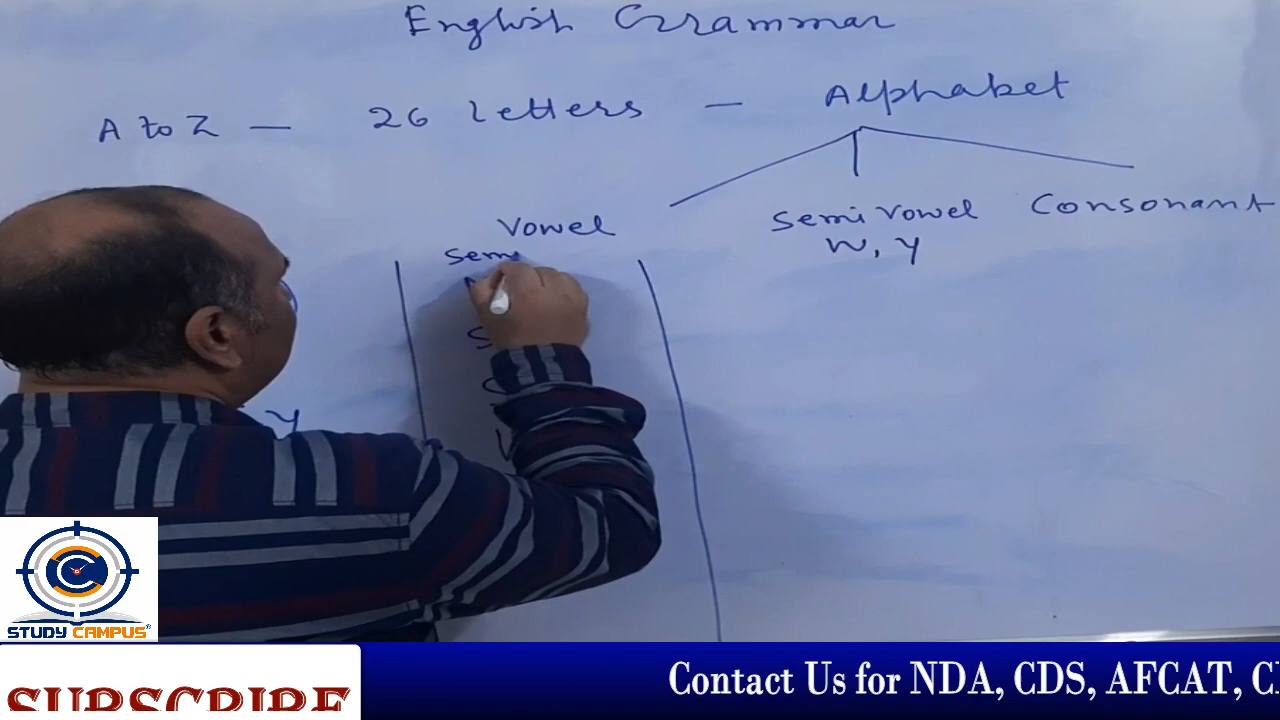 English Grammar
A to Z - 26 Letters - Alphabet
Vowel
Semi Vowel
Consonant
W, Y
Sem
S
Y
STUDY CAMPUS®
SUBSCRIBE
Contact Us for NDA, CDS, AFCAT,